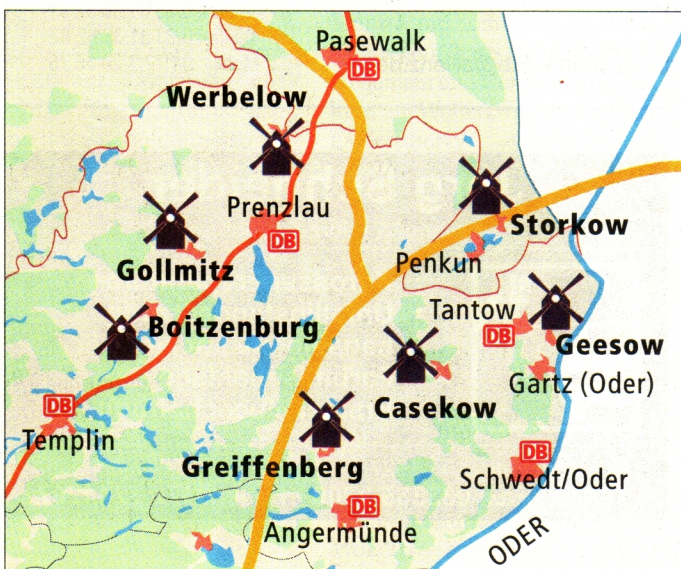 Pasewalk
DB
Werbelow
Prenzlau
DB
Storkow
Gollmitz
Penkun
Boitzenburg
Tantow
DB
Geesow
Gartz (Oder)
Casekow
DB
Templin
Greiffenberg
DB
Schwedt/Oder
DB
Angermünde
ODER